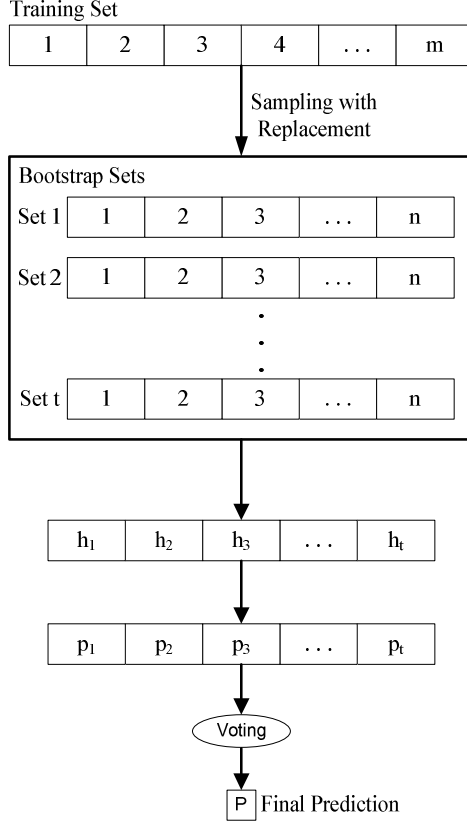 Training Set
1 2 3 4 ... m
Sampling with
Replacement
Bootstrap Sets
Set 1 1 2 3 ... n
Set 2 1 2 3 ... n
Set t 1 2 3 ... n
h₁ h₂ h₃ ... hₜ
p₁ p₂ p₃ ... pₜ
Voting
P Final Prediction